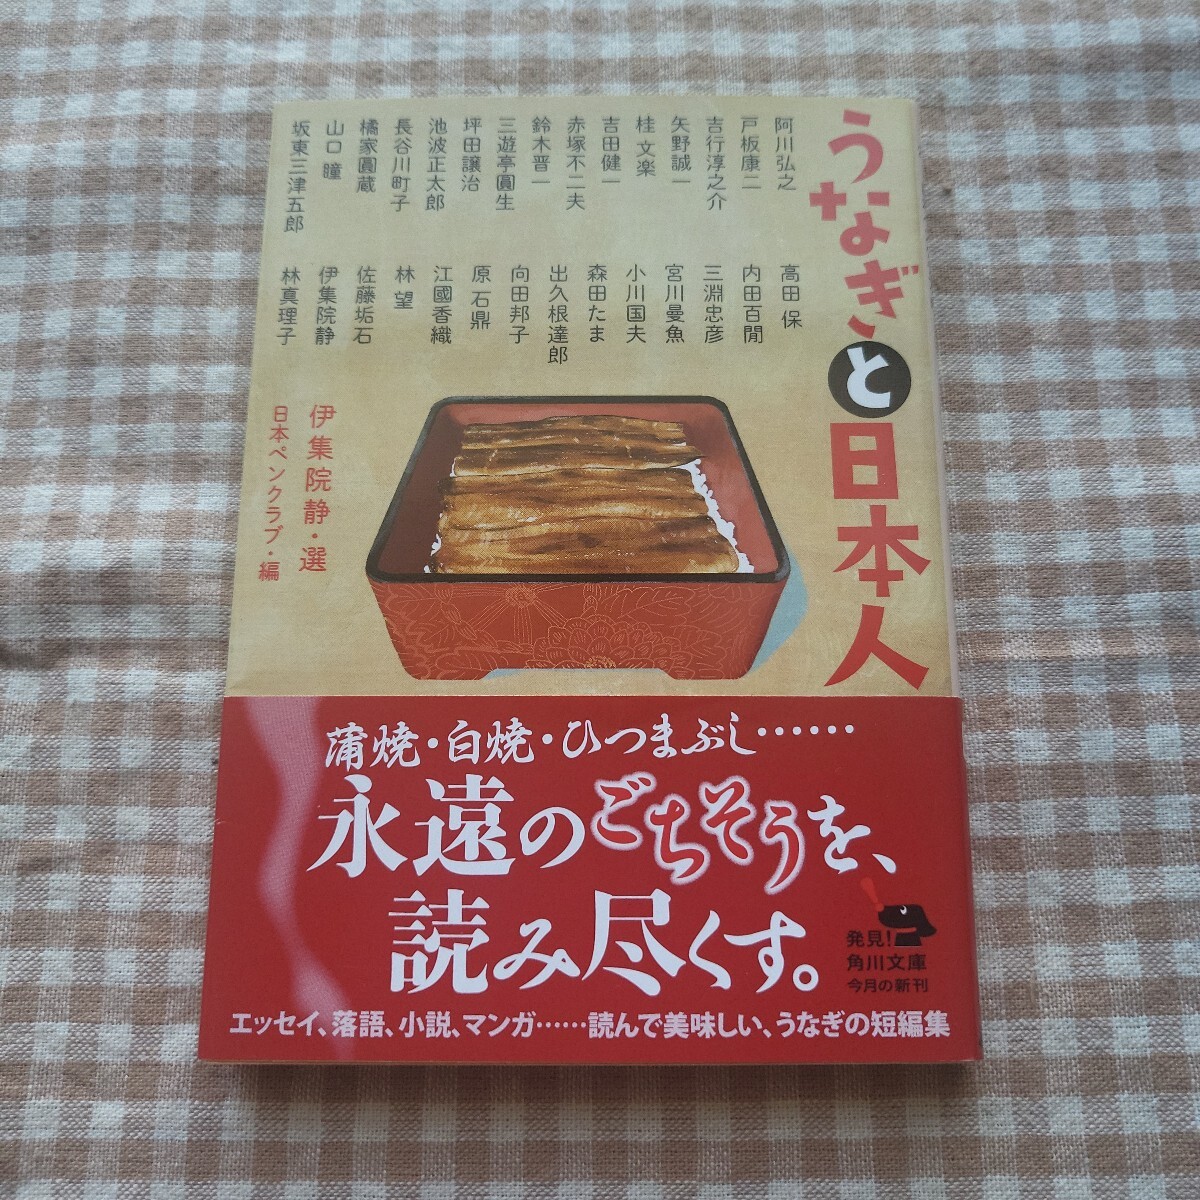 うなぎと日本人
阿川弘之
戸板康二
吉行淳之介
矢野誠一
桂文楽
吉田健一
赤塚不二夫
鈴木晋一
三遊亭圓生
坪田譲治
池波正太郎
長谷川町子
橘家圓蔵
山口瞳
坂東三津五郎
高田保
内田百閒
三淵忠彦
宮川曼魚
小川国夫
森田たま
出久根達郎
向田邦子
原石鼎
江國香織
林望
佐藤垢石
伊集院静
林真理子
伊集院静・選
日本ペンクラブ・編
蒲焼・白焼・ひつまぶし……
永遠のごちそうを、
読み尽くす。
発見!
角川文庫
今月の新刊
エッセイ、落語、小説、マンガ……読んで美味しい、うなぎの短編集